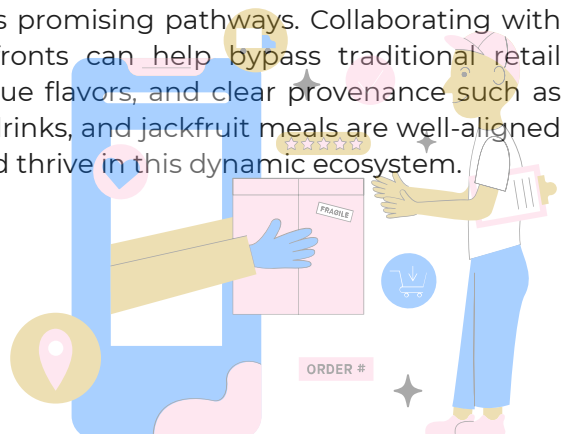 s promising pathways. Collaborating with
fronts can help bypass traditional retail
ue flavors, and clear provenance such as
drinks, and jackfruit meals are well-aligned
d thrive in this dynamic ecosystem.
FRAGILE
ORDER #